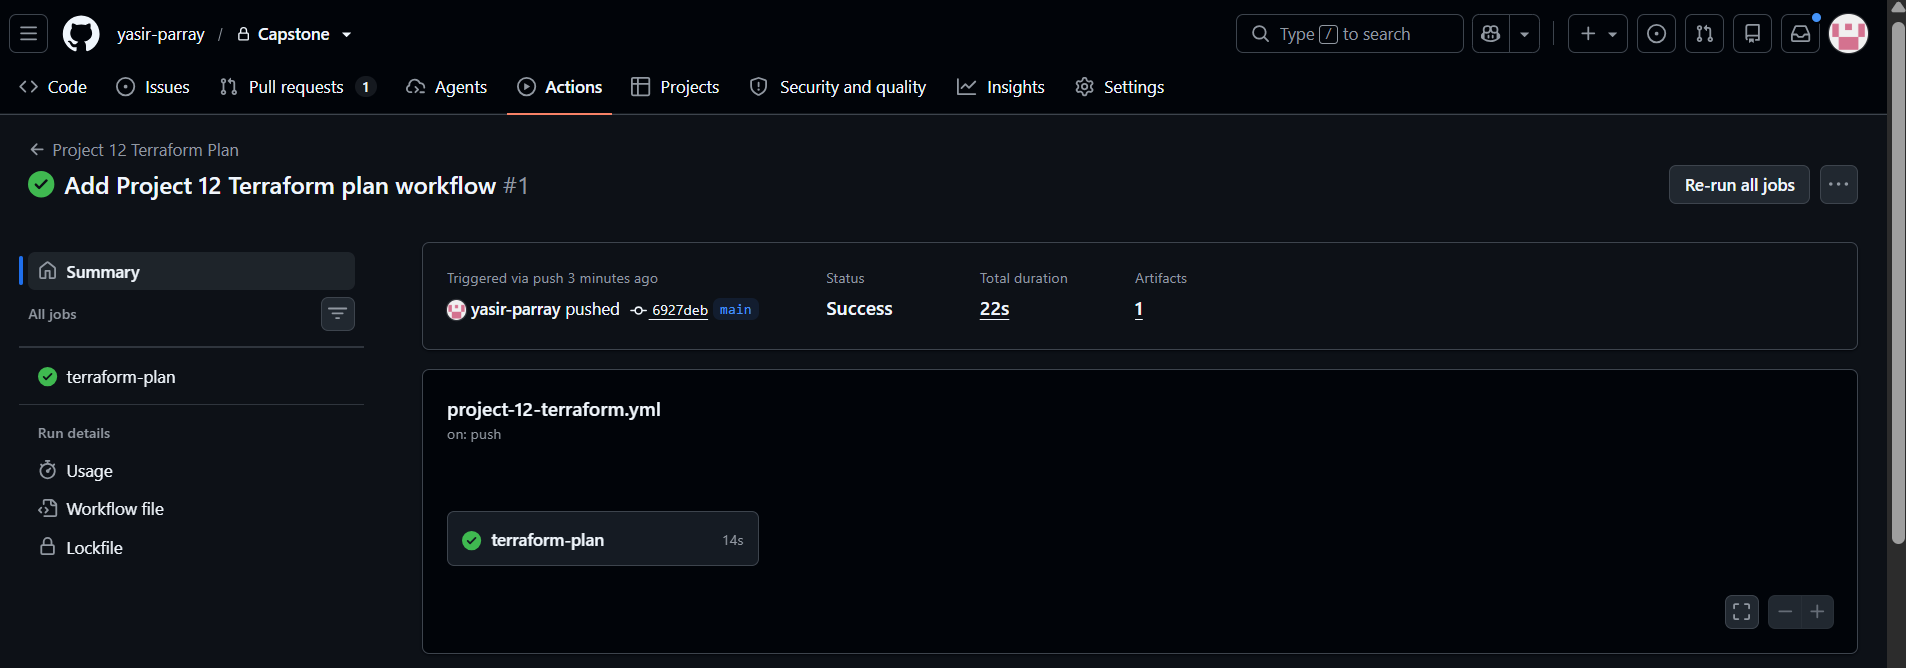 yasir-parray / Capstone
Type / to search
Code Issues Pull requests 1 Agents Actions Projects Security and quality Insights Settings
Project 12 Terraform Plan
Add Project 12 Terraform plan workflow #1
Re-run all jobs
Summary
All jobs
terraform-plan
Run details
Usage
Workflow file
Lockfile
Triggered via push 3 minutes ago
yasir-parray pushed 6927deb main
Status
Success
Total duration
22s
Artifacts
1
project-12-terraform.yml
on: push
terraform-plan 14s